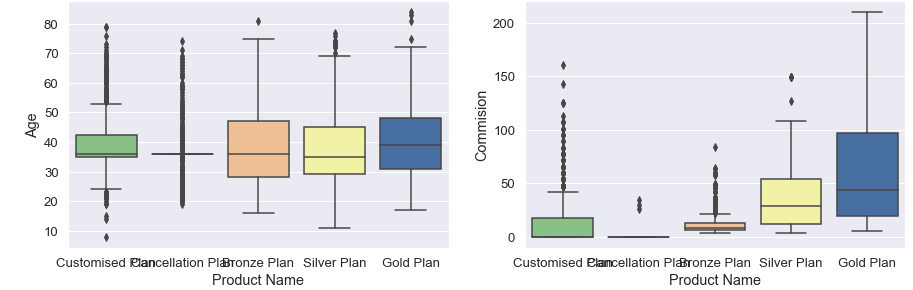 Age
80
70
60
50
40
30
20
10
Customised Plan Cancellation Plan Bronze Plan Silver Plan Gold Plan
Product Name
Commision
200
150
100
50
0
Customised Plan Cancellation Plan Bronze Plan Silver Plan Gold Plan
Product Name